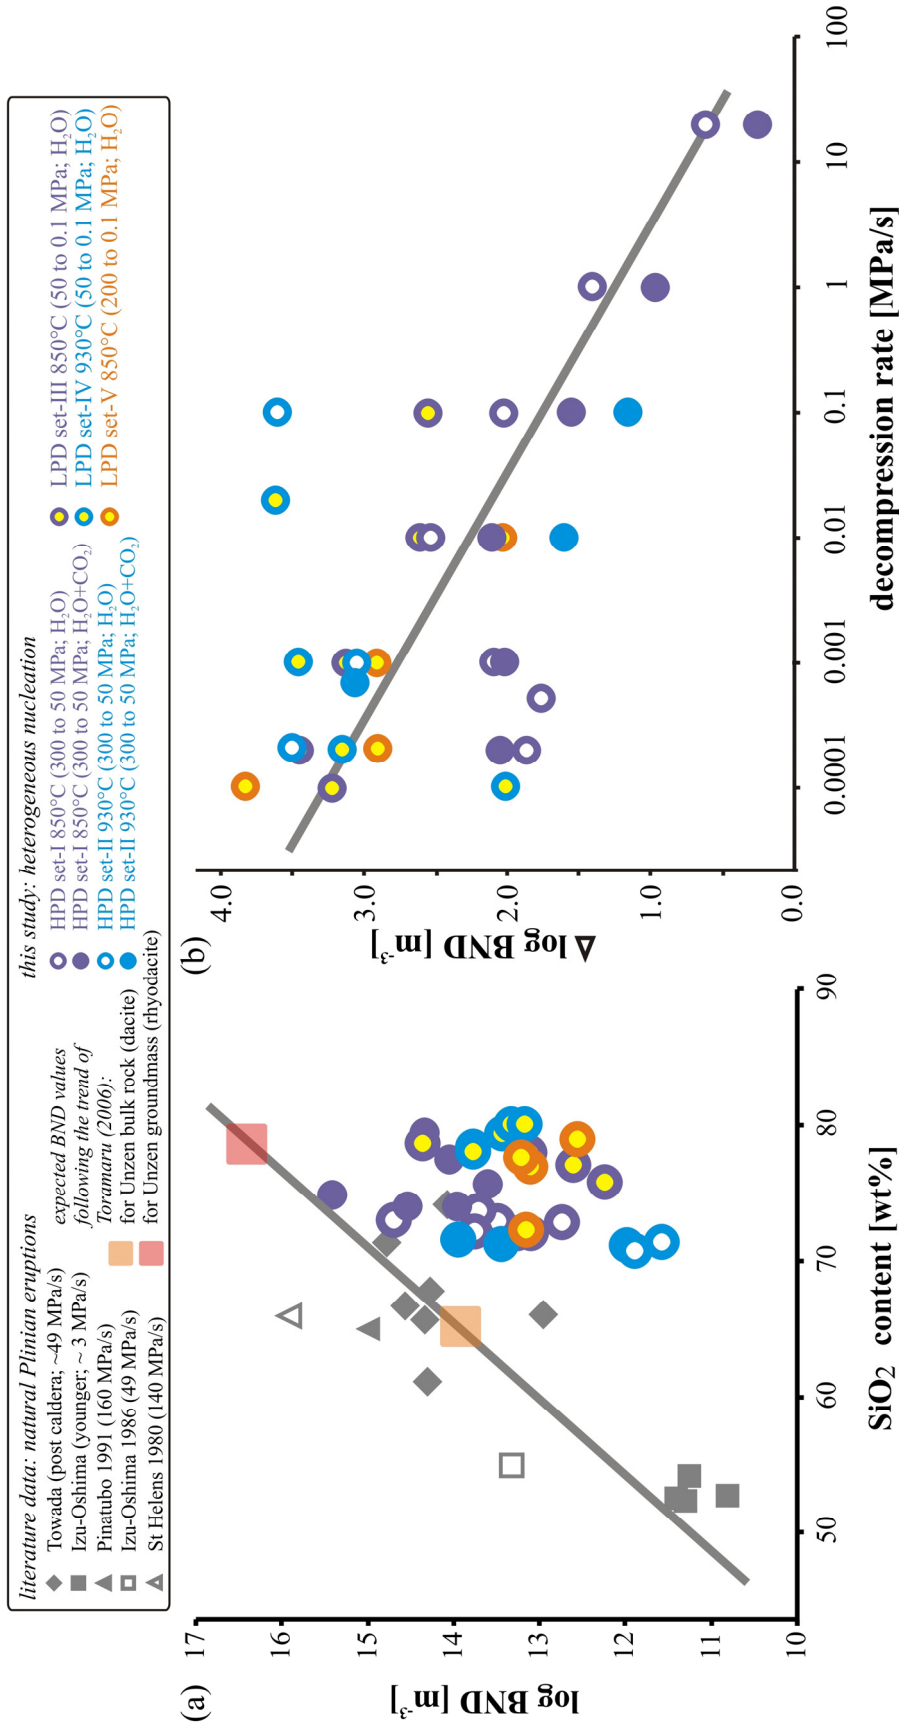 literature data: natural Plinian eruptions
Towada (post caldera; ~49 MPa/s)
Izu-Oshima (younger; ~ 3 MPa/s)
Pinatubo 1991 (160 MPa/s)
Izu-Oshima 1986 (49 MPa/s)
St Helens 1980 (140 MPa/s)
expected BND values
following the trend of
Toramaru (2006):
for Unzen bulk rock (dacite)
for Unzen groundmass (rhyodacite)
this study: heterogeneous nucleation
HPD set-I 850°C (300 to 50 MPa; H₂O)
HPD set-I 850°C (300 to 50 MPa; H₂O+CO₂)
HPD set-II 930°C (300 to 50 MPa; H₂O)
HPD set-II 930°C (300 to 50 MPa; H₂O+CO₂)
LPD set-III 850°C (50 to 0.1 MPa; H₂O)
LPD set-IV 930°C (50 to 0.1 MPa; H₂O)
LPD set-V 850°C (200 to 0.1 MPa; H₂O)
(a)
log BND [m⁻³]
17
16
15
14
13
12
11
10
50
60
70
80
90
SiO₂ content [wt%]
(b)
Δ log BND [m⁻³]
4.0
3.0
2.0
1.0
0.0
0.0001
0.001
0.01
0.1
1
10
100
decompression rate [MPa/s]